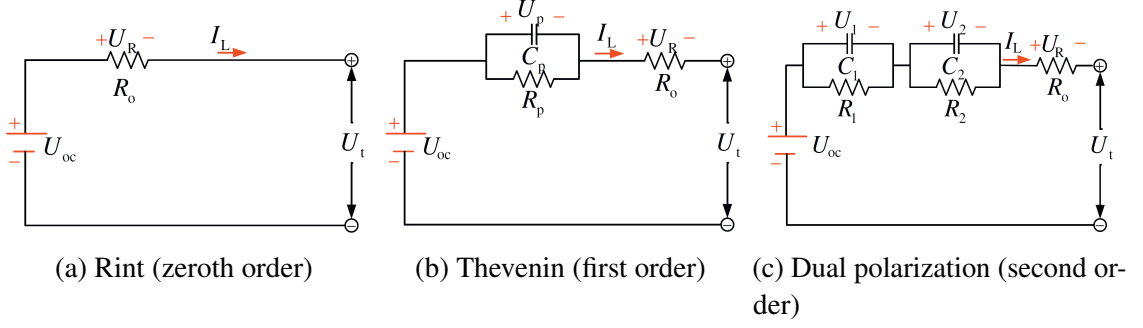 + U_R −
I_L
R_o
+
U_oc
−
U_t
+
−
(a) Rint (zeroth order)
+ U_p −
C_p
R_p
I_L
+ U_R −
R_o
+
U_oc
−
U_t
+
−
(b) Thevenin (first order)
+ U_1 −
C_1
R_1
+ U_2 −
C_2
R_2
I_L
+ U_R −
R_o
+
U_oc
−
U_t
+
−
(c) Dual polarization (second or-
der)